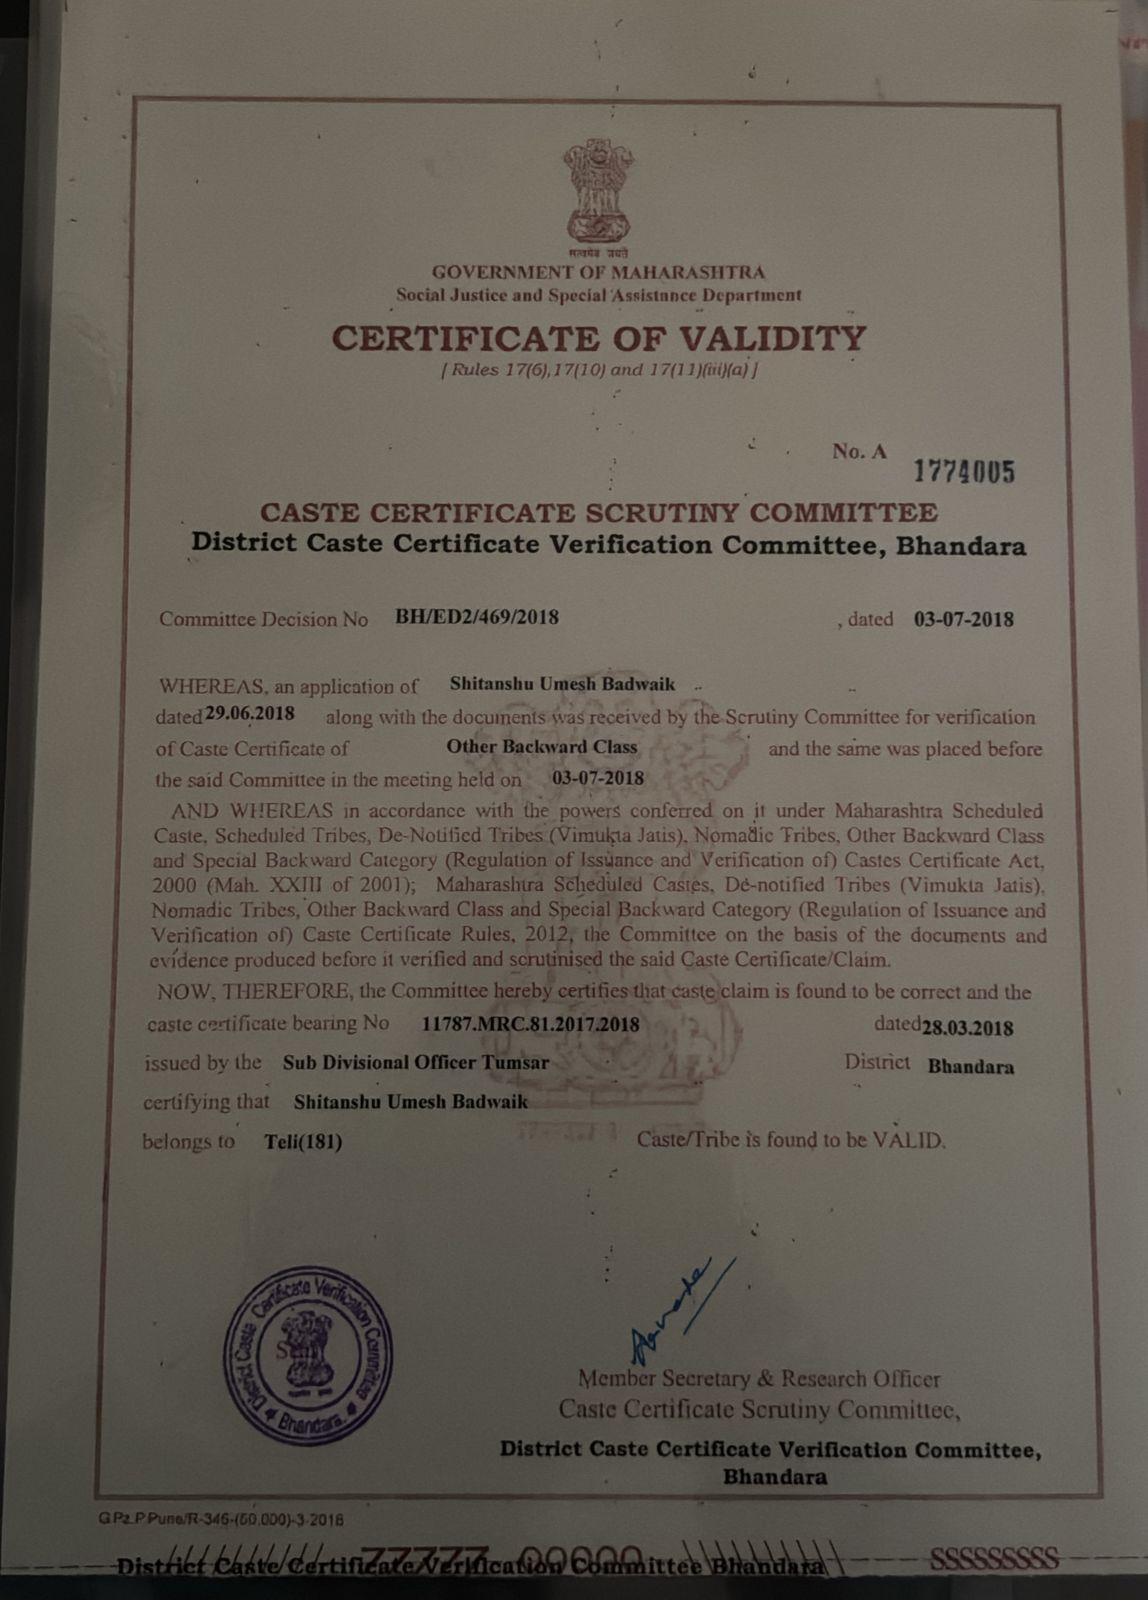 सत्यमेव जयते
GOVERNMENT OF MAHARASHTRA
Social Justice and Special Assistance Department
CERTIFICATE OF VALIDITY
[ Rules 17(6),17(10) and 17(11)(iii)(a) ]
No. A 1774005
CASTE CERTIFICATE SCRUTINY COMMITTEE
District Caste Certificate Verification Committee, Bhandara
Committee Decision No BH/ED2/469/2018 , dated 03-07-2018
WHEREAS, an application of Shitanshu Umesh Badwaik
dated 29.06.2018 along with the documents was received by the Scrutiny Committee for verification
of Caste Certificate of Other Backward Class and the same was placed before
the said Committee in the meeting held on 03-07-2018
AND WHEREAS in accordance with the powers conferred on it under Maharashtra Scheduled
Caste, Scheduled Tribes, De-Notified Tribes (Vimukta Jatis), Nomadic Tribes, Other Backward Class
and Special Backward Category (Regulation of Issuance and Verification of) Castes Certificate Act,
2000 (Mah. XXIII of 2001); Maharashtra Scheduled Castes, De-notified Tribes (Vimukta Jatis),
Nomadic Tribes, Other Backward Class and Special Backward Category (Regulation of Issuance and
Verification of) Caste Certificate Rules, 2012, the Committee on the basis of the documents and
evidence produced before it verified and scrutinised the said Caste Certificate/Claim.
NOW, THEREFORE, the Committee hereby certifies that caste claim is found to be correct and the
caste certificate bearing No 11787.MRC.81.2017.2018 dated 28.03.2018
issued by the Sub Divisional Officer Tumsar District Bhandara
certifying that Shitanshu Umesh Badwaik
belongs to Teli(181) Caste/Tribe is found to be VALID.
District Caste Certificate Verification Committee
Bhandara.
Member Secretary & Research Officer
Caste Certificate Scrutiny Committee,
District Caste Certificate Verification Committee,
Bhandara
G.Pz.P.Pune/R-346-(50,000)-3-2018
District Caste Certificate Verification Committee Bhandara
SSSSSSSSS